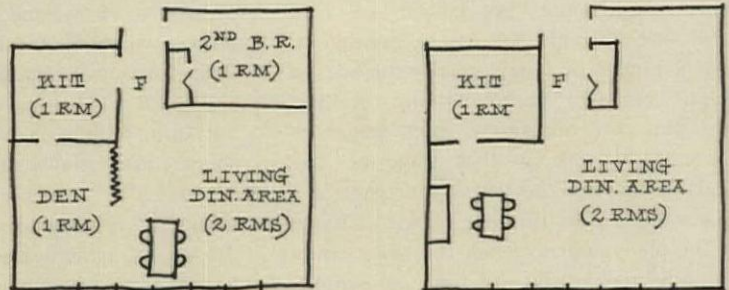 2ND B.R.
(1 RM)
KIT
(1 RM)
F
DEN
(1 RM)
LIVING
DIN. AREA
(2 RMS)
KIT
(1 RM
F
LIVING
DIN. AREA
(2 RMS)